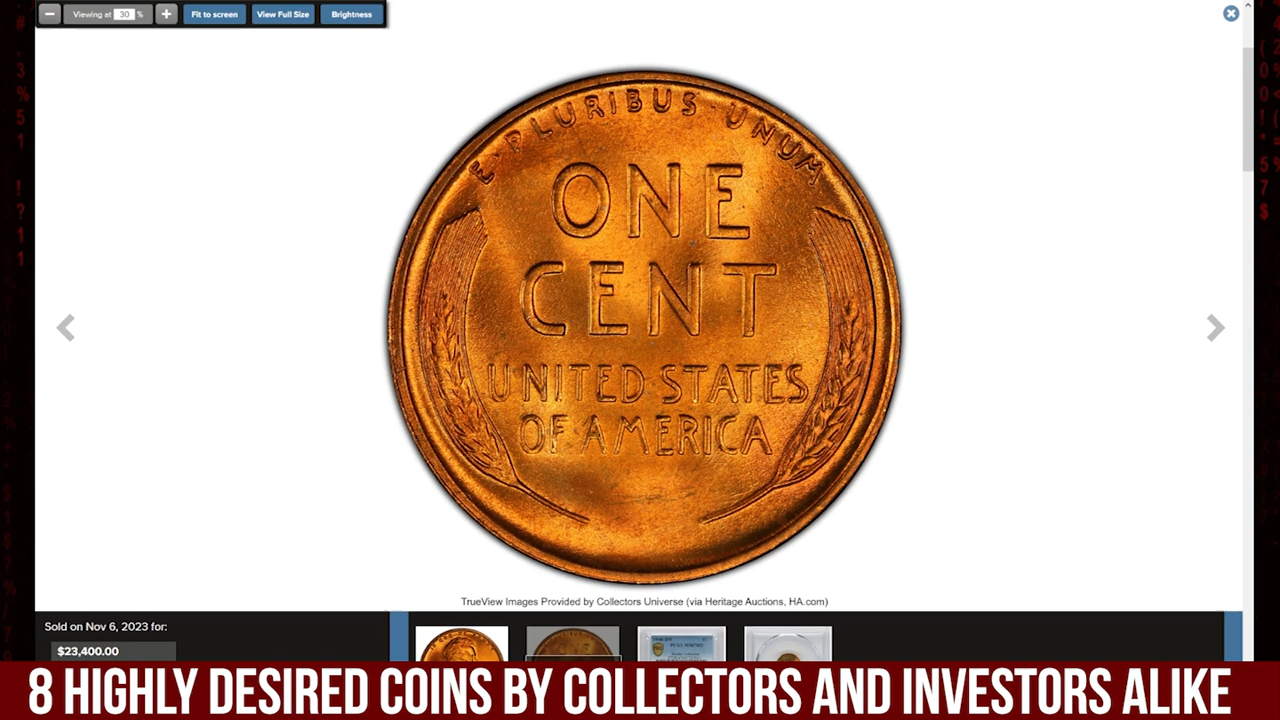 Viewing at 30 %
Fit to screen
View Full Size
Brightness
E · PLURIBUS · UNUM
ONE
CENT
UNITED STATES
OF AMERICA
TrueView Images Provided by Collectors Universe (via Heritage Auctions, HA.com)
Sold on Nov 6, 2023 for:
$23,400.00
8 HIGHLY DESIRED COINS BY COLLECTORS AND INVESTORS ALIKE